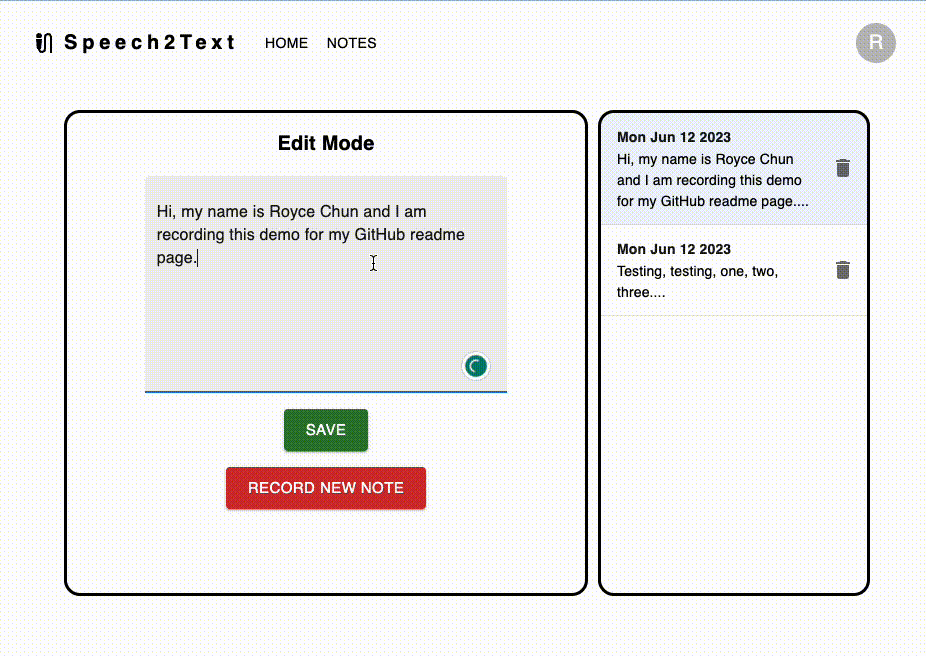 Speech2Text HOME NOTES R
Edit Mode
Hi, my name is Royce Chun and I am
recording this demo for my GitHub readme
page.
SAVE
RECORD NEW NOTE
Mon Jun 12 2023
Hi, my name is Royce Chun
and I am recording this demo
for my GitHub readme page....
Mon Jun 12 2023
Testing, testing, one, two,
three....